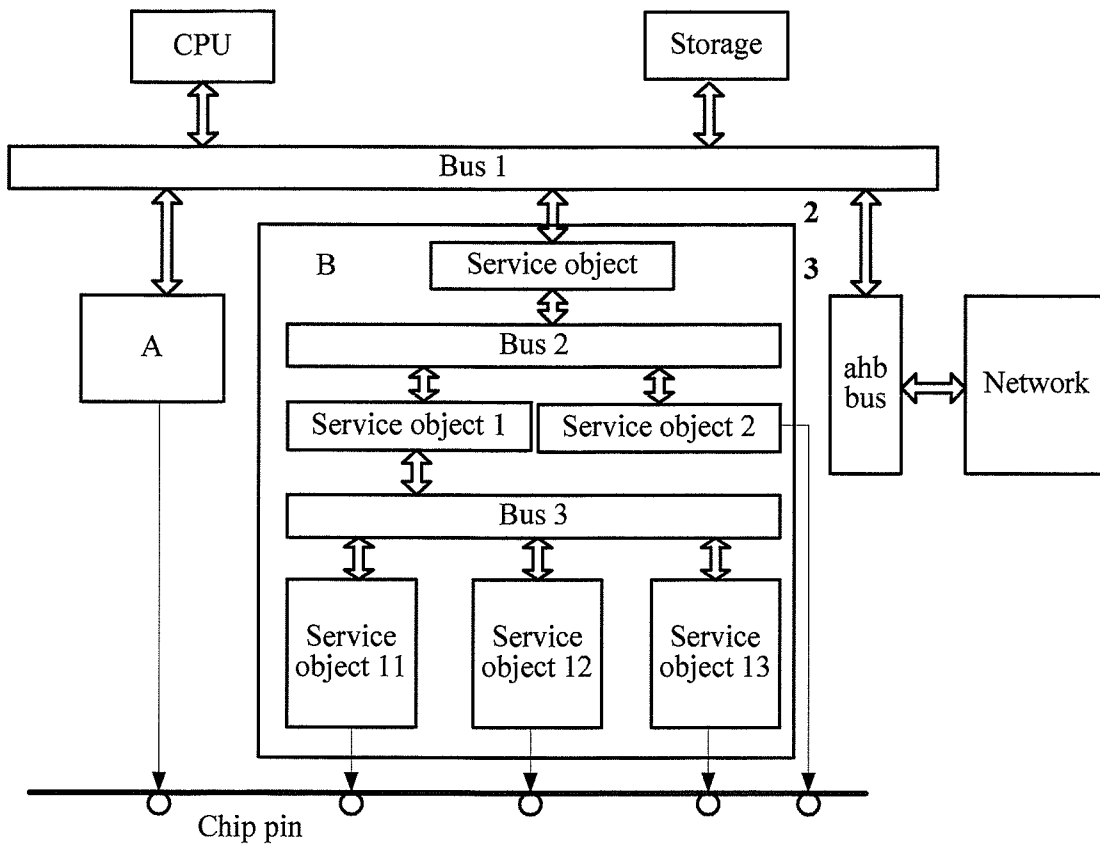 CPU
Storage
Bus 1
2
B
Service object
3
Bus 2
A
ahb
bus
Network
Service object 1
Service object 2
Bus 3
Service
object 11
Service
object 12
Service
object 13
Chip pin